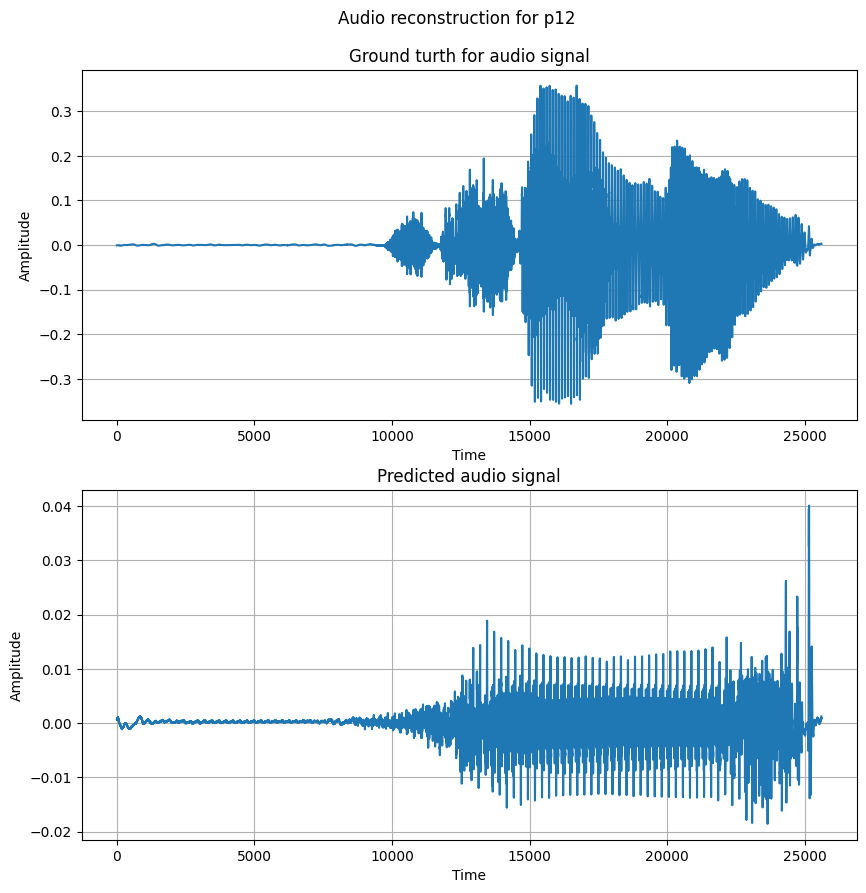 Audio reconstruction for p12
Ground turth for audio signal
0.3
0.2
0.1
0.0
−0.1
−0.2
−0.3
Amplitude
0 5000 10000 15000 20000 25000
Time
Predicted audio signal
0.04
0.03
0.02
0.01
0.00
−0.01
−0.02
Amplitude
0 5000 10000 15000 20000 25000
Time